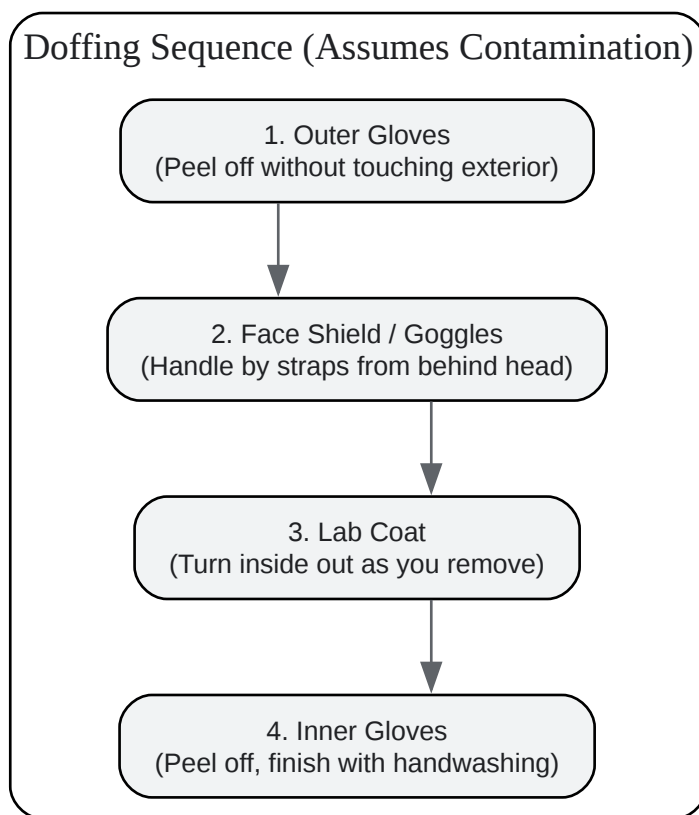 Doffing Sequence (Assumes Contamination)
1. Outer Gloves
(Peel off without touching exterior)
2. Face Shield / Goggles
(Handle by straps from behind head)
3. Lab Coat
(Turn inside out as you remove)
4. Inner Gloves
(Peel off, finish with handwashing)